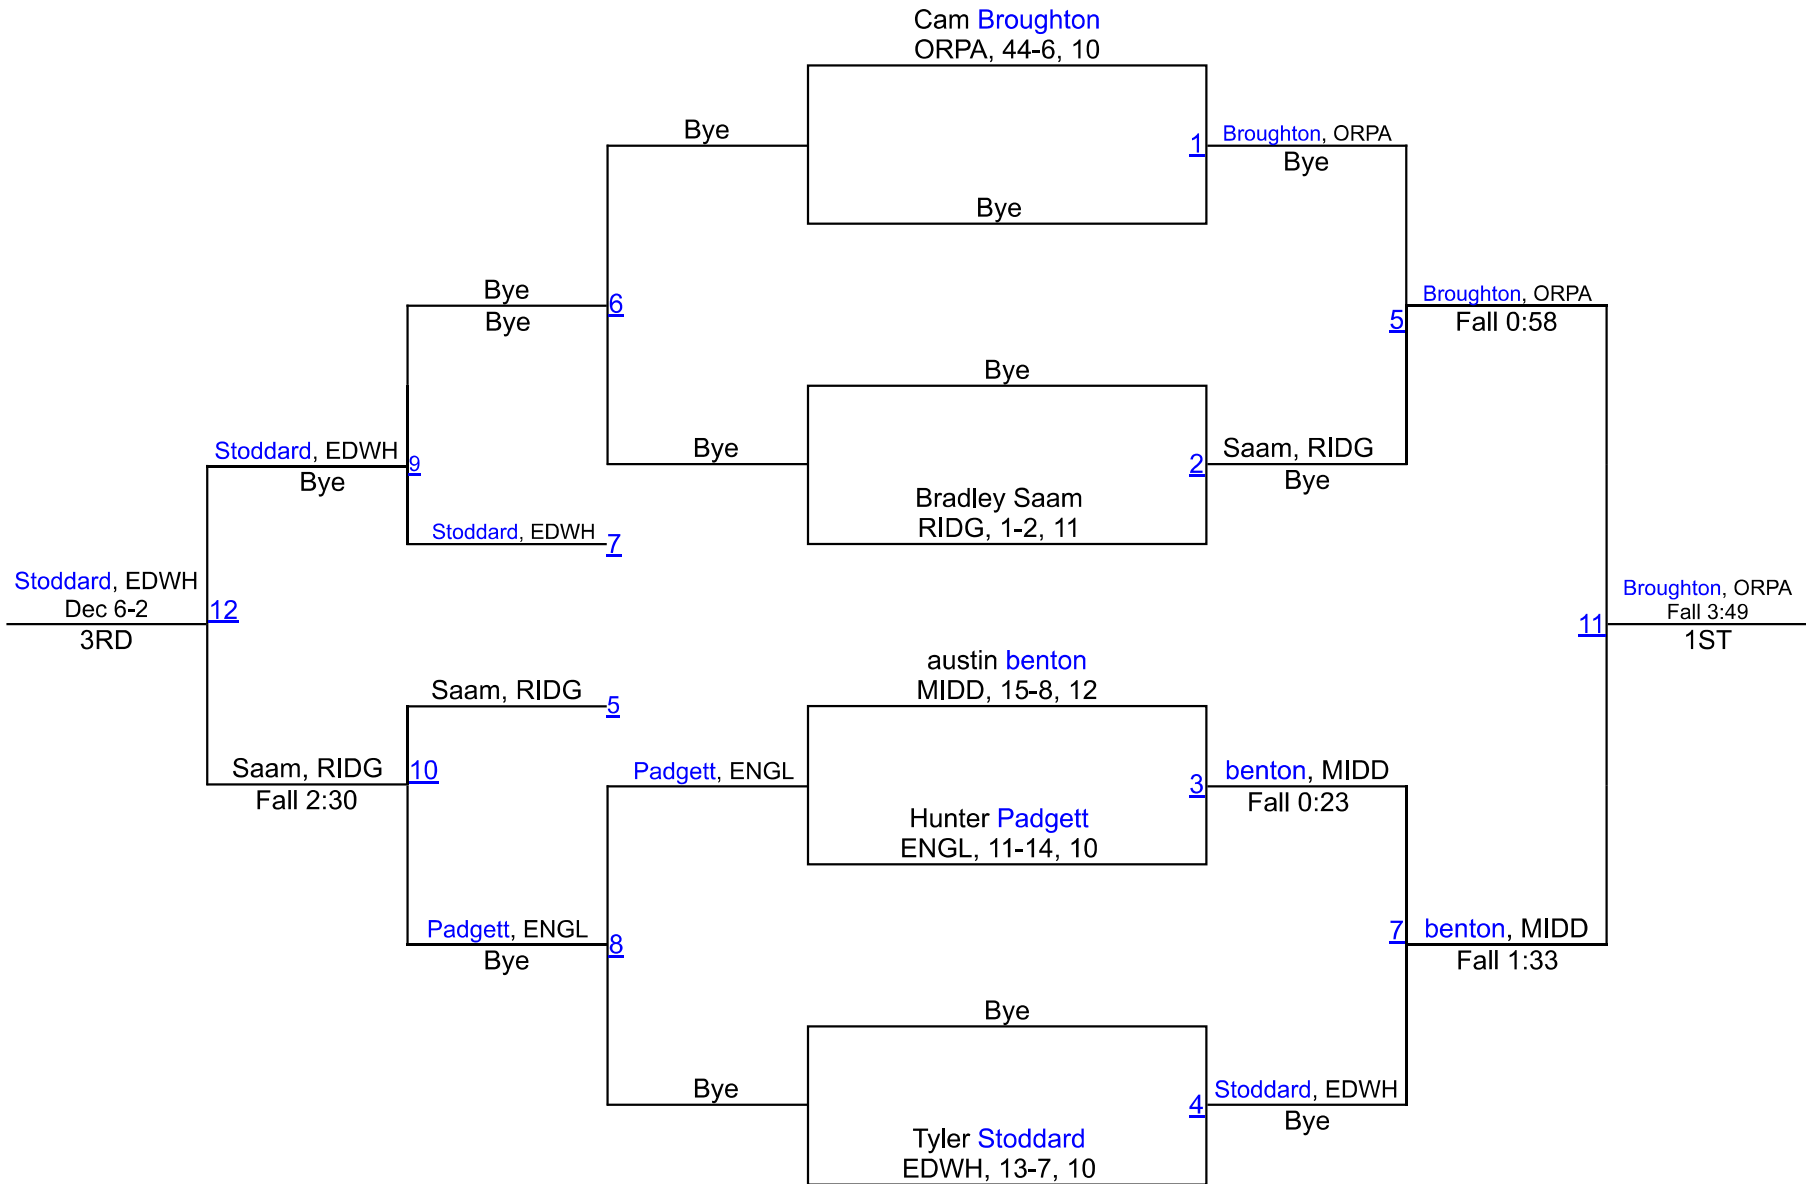 Cam Broughton
ORPA, 44-6, 10
Bye
1
Broughton, ORPA
Bye
Bye
Bye
Bye
6
Broughton, ORPA
5
Fall 0:58
Bye
Stoddard, EDWH
9
Bye
Bye
2
Saam, RIDG
Bye
Bradley Saam
RIDG, 1-2, 11
Stoddard, EDWH
7
Stoddard, EDWH
Dec 6-2
12
3RD
Broughton, ORPA
Fall 3:49
11
1ST
austin benton
MIDD, 15-8, 12
Saam, RIDG
5
Saam, RIDG
10
Fall 2:30
Padgett, ENGL
3
benton, MIDD
Fall 0:23
Hunter Padgett
ENGL, 11-14, 10
Padgett, ENGL
8
Bye
7
benton, MIDD
Fall 1:33
Bye
Bye
4
Stoddard, EDWH
Bye
Tyler Stoddard
EDWH, 13-7, 10